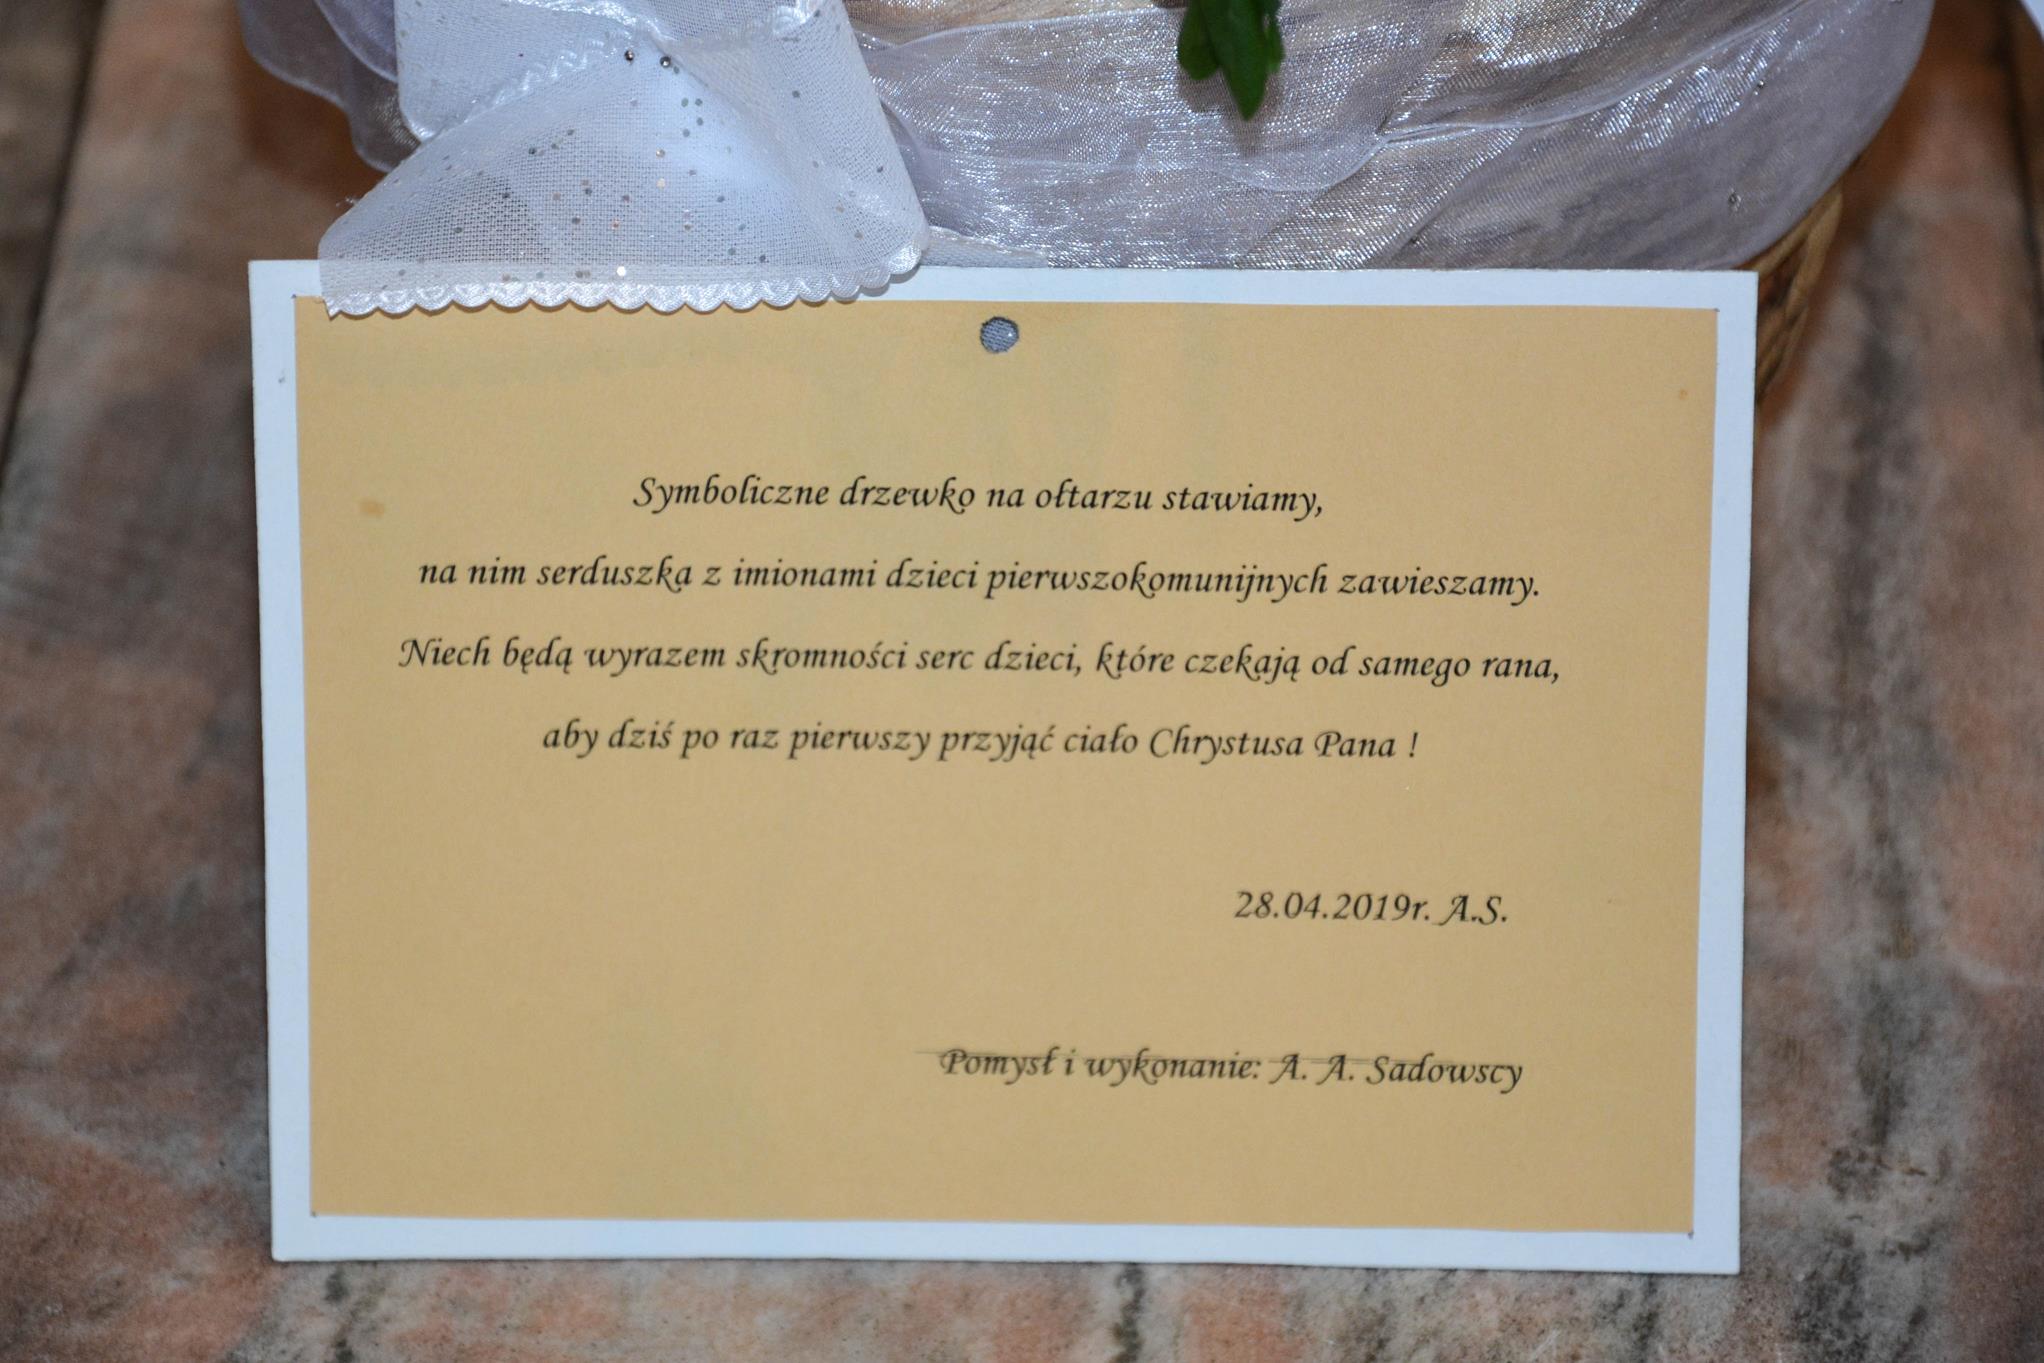 Symboliczne drzewko na ołtarzu stawiamy,
na nim serduszka z imionami dzieci pierwszokomunijnych zawieszamy.
Niech będą wyrazem skromności serc dzieci, które czekają od samego rana,
aby dziś po raz pierwszy przyjąć ciało Chrystusa Pana !
28.04.2019r. A.S.
Pomysł i wykonanie: A. A. Sadowscy